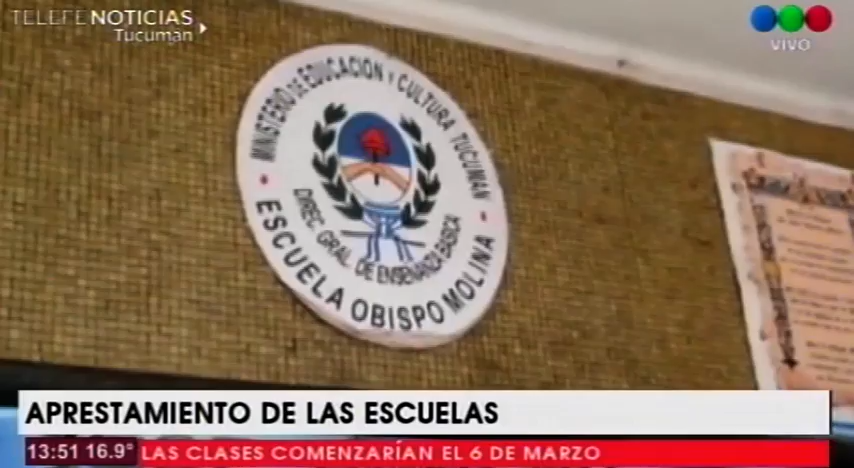 TELEFENOTICIAS
Tucumán
VIVO
MINISTERIO DE EDUCACIÓN Y CULTURA TUCUMAN
DIREC. GRAL. DE ENSEÑANZA BASICA
ESCUELA OBISPO MOLINA
APRESTAMIENTO DE LAS ESCUELAS
13:51 16.9° LAS CLASES COMENZARÍAN EL 6 DE MARZO